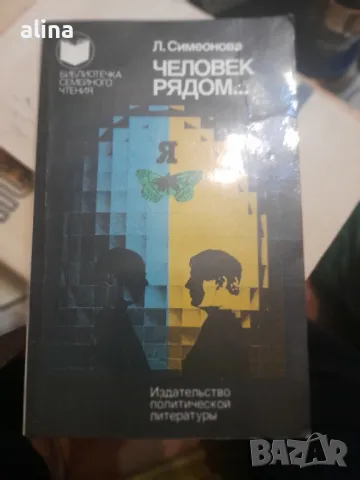 alina
БИБЛИОТЕЧКА
СЕМЕЙНОГО
ЧТЕНИЯ
Л. Симеонова
ЧЕЛОВЕК
РЯДОМ...
Я
Издательство
политической
литературы
BAZAR